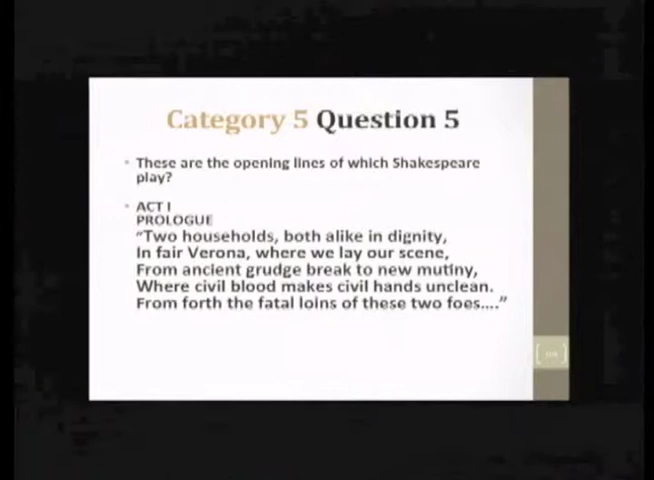 Category 5 Question 5
These are the opening lines of which Shakespeare
play?
ACT I
PROLOGUE
“Two households, both alike in dignity,
In fair Verona, where we lay our scene,
From ancient grudge break to new mutiny,
Where civil blood makes civil hands unclean.
From forth the fatal loins of these two foes....”